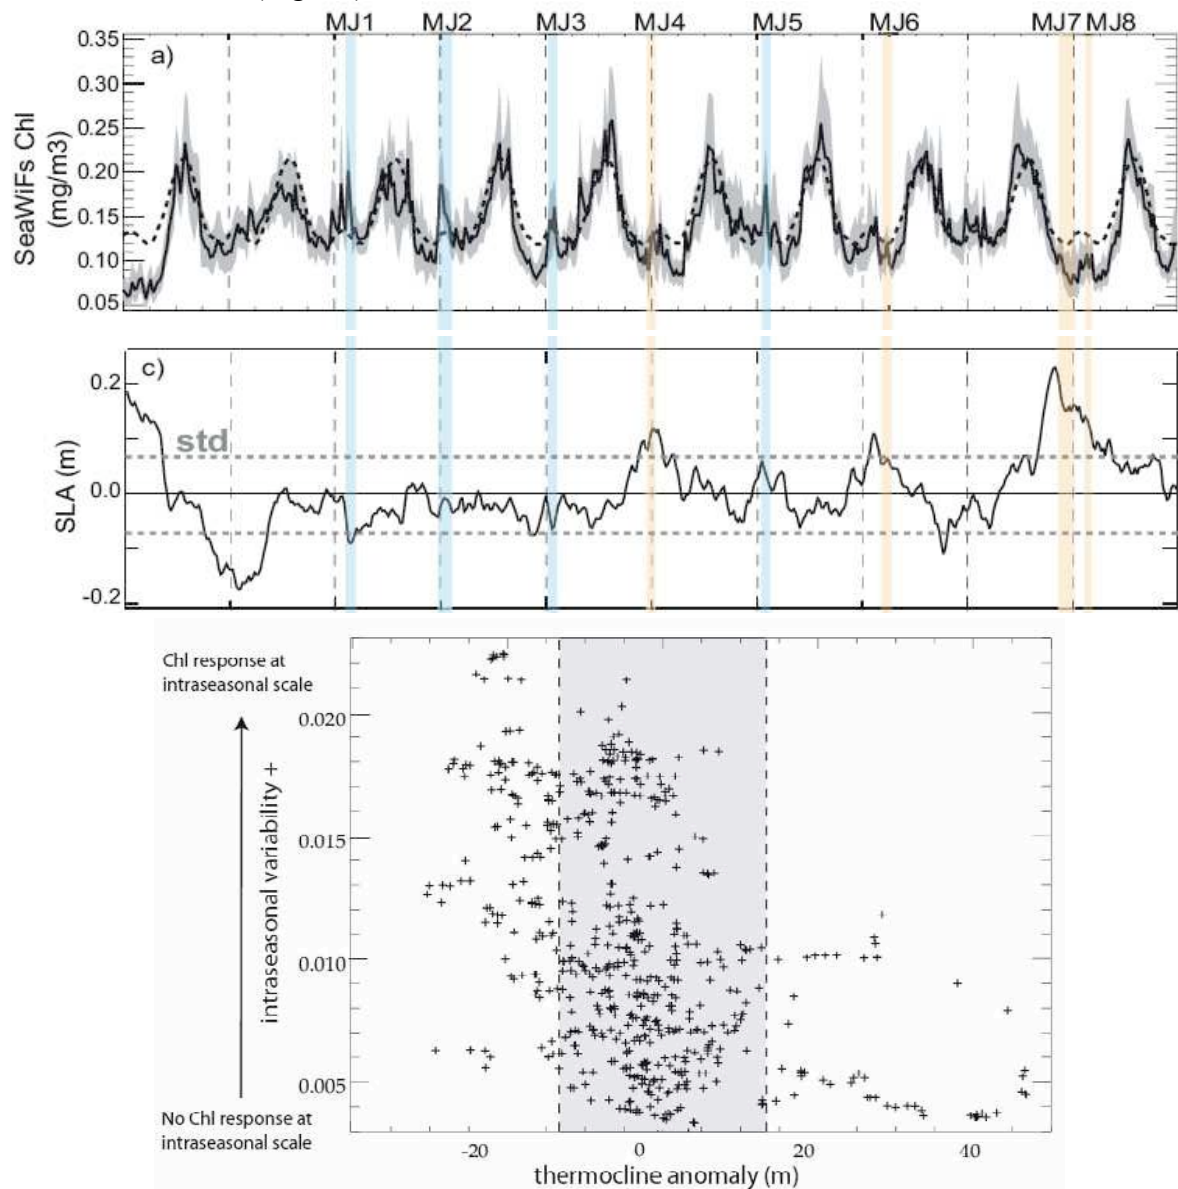 MJ1 MJ2 MJ3 MJ4 MJ5 MJ6 MJ7 MJ8
a)
0.35
0.30
0.25
0.20
0.15
0.10
0.05
SeaWiFs Chl
(mg/m3)
c)
0.2
std
0.0
-0.2
SLA (m)
Chl response at
intraseasonal scale
0.020
0.015
0.010
0.005
intraseasonal variability +
No Chl response at
intraseasonal scale
-20 0 20 40
thermocline anomaly (m)